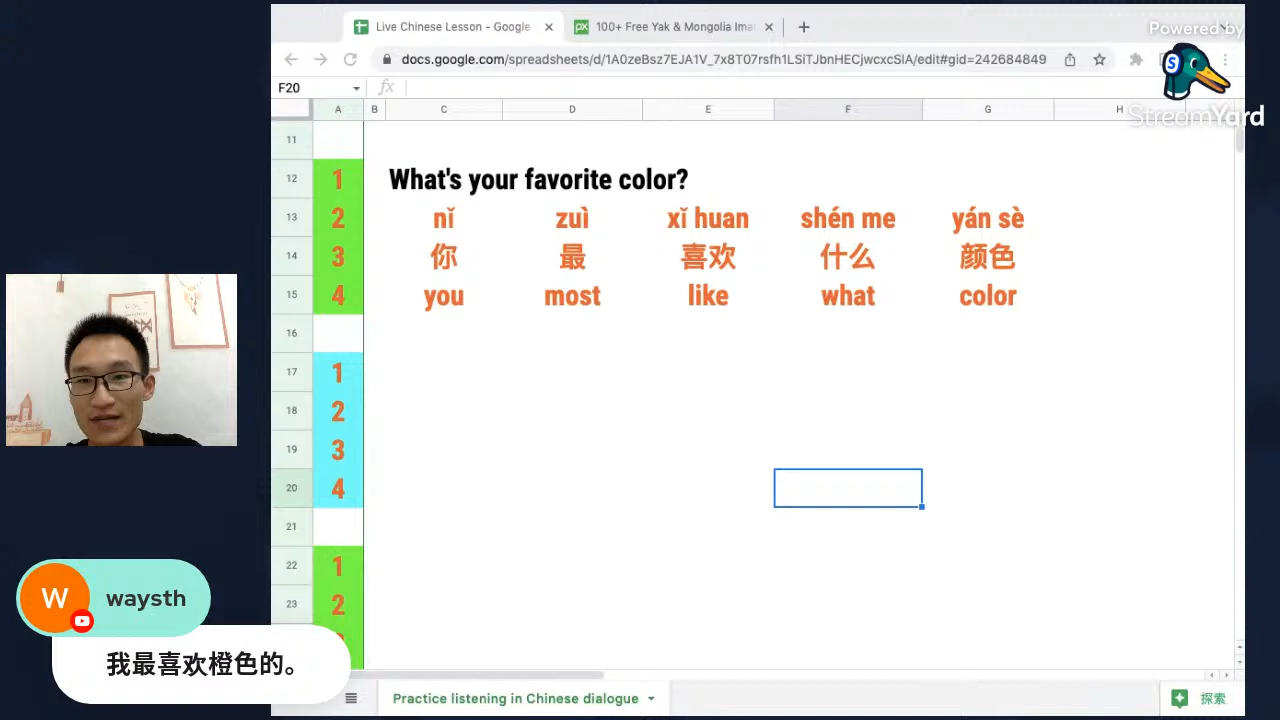 Live Chinese Lesson - Google
100+ Free Yak & Mongolia Ima
Powered by
docs.google.com/spreadsheets/d/1A0zeBsz7EJA1V_7x8T07rsfh1LSiTJbnHECjwcxcSlA/edit#gid=242684849
S
StreamYard
F20
fx
A B C D E F G H
11
12 1 What's your favorite color?
13 2 nǐ zuì xǐ huan shén me yán sè
14 3 你 最 喜欢 什么 颜色
15 4 you most like what color
16
17 1
18 2
19 3
20 4
21
22 1
23 2
W waysth
我最喜欢橙色的。
Practice listening in Chinese dialogue
探索